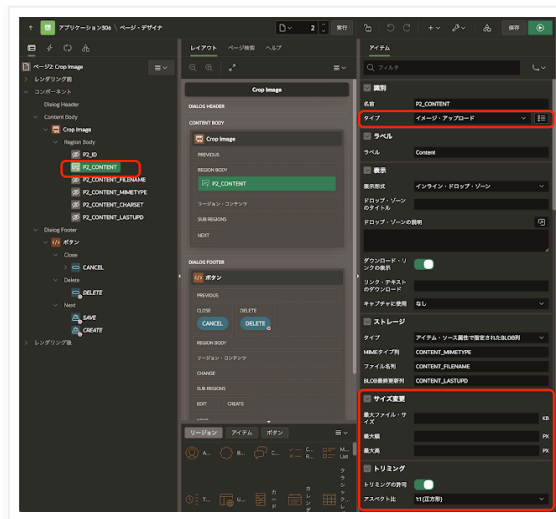 アプリケーション306 \ ページ・デザイナ
2
実行
保存
ページ2: Crop Image
レンダリング前
コンポーネント
Dialog Header
Content Body
Crop Image
Region Body
P2_ID
P2_CONTENT
P2_CONTENT_FILENAME
P2_CONTENT_MIMETYPE
P2_CONTENT_CHARSET
P2_CONTENT_LASTUPD
Dialog Footer
ボタン
Close
CANCEL
Delete
DELETE
Next
SAVE
CREATE
レンダリング後
レイアウト ページ検索 ヘルプ
Crop Image
DIALOG HEADER
CONTENT BODY
Crop Image
PREVIOUS
REGION BODY
P2_CONTENT
リージョン・コンテンツ
SUB REGIONS
NEXT
DIALOG FOOTER
ボタン
PREVIOUS
CLOSE DELETE
CANCEL DELETE
REGION BODY
リージョン・コンテンツ
CHANGE
SUB REGIONS
EDIT CREATE
リージョン アイテム ボタン
A... B... C... C... R... M... List
T... U... カード カレンダ クラシック・レ
アイテム
フィルタ
識別
名前 P2_CONTENT
タイプ イメージ・アップロード
ラベル
ラベル Content
表示
表示形式 インライン・ドロップ・ゾーン
ドロップ・ゾーンのタイトル
ドロップ・ゾーンの説明
ダウンロード・リンクの表示
リンク・テキストのダウンロード
キャプチャに使用 なし
ストレージ
タイプ アイテム・ソース属性で指定されたBLOB列
MIMEタイプ列 CONTENT_MIMETYPE
ファイル名列 CONTENT_FILENAME
BLOB最終更新列 CONTENT_LASTUPD
サイズ変更
最大ファイル・サイズ KB
最大幅 PX
最大高 PX
トリミング
トリミングの許可
アスペクト比 1:1 (正方形)